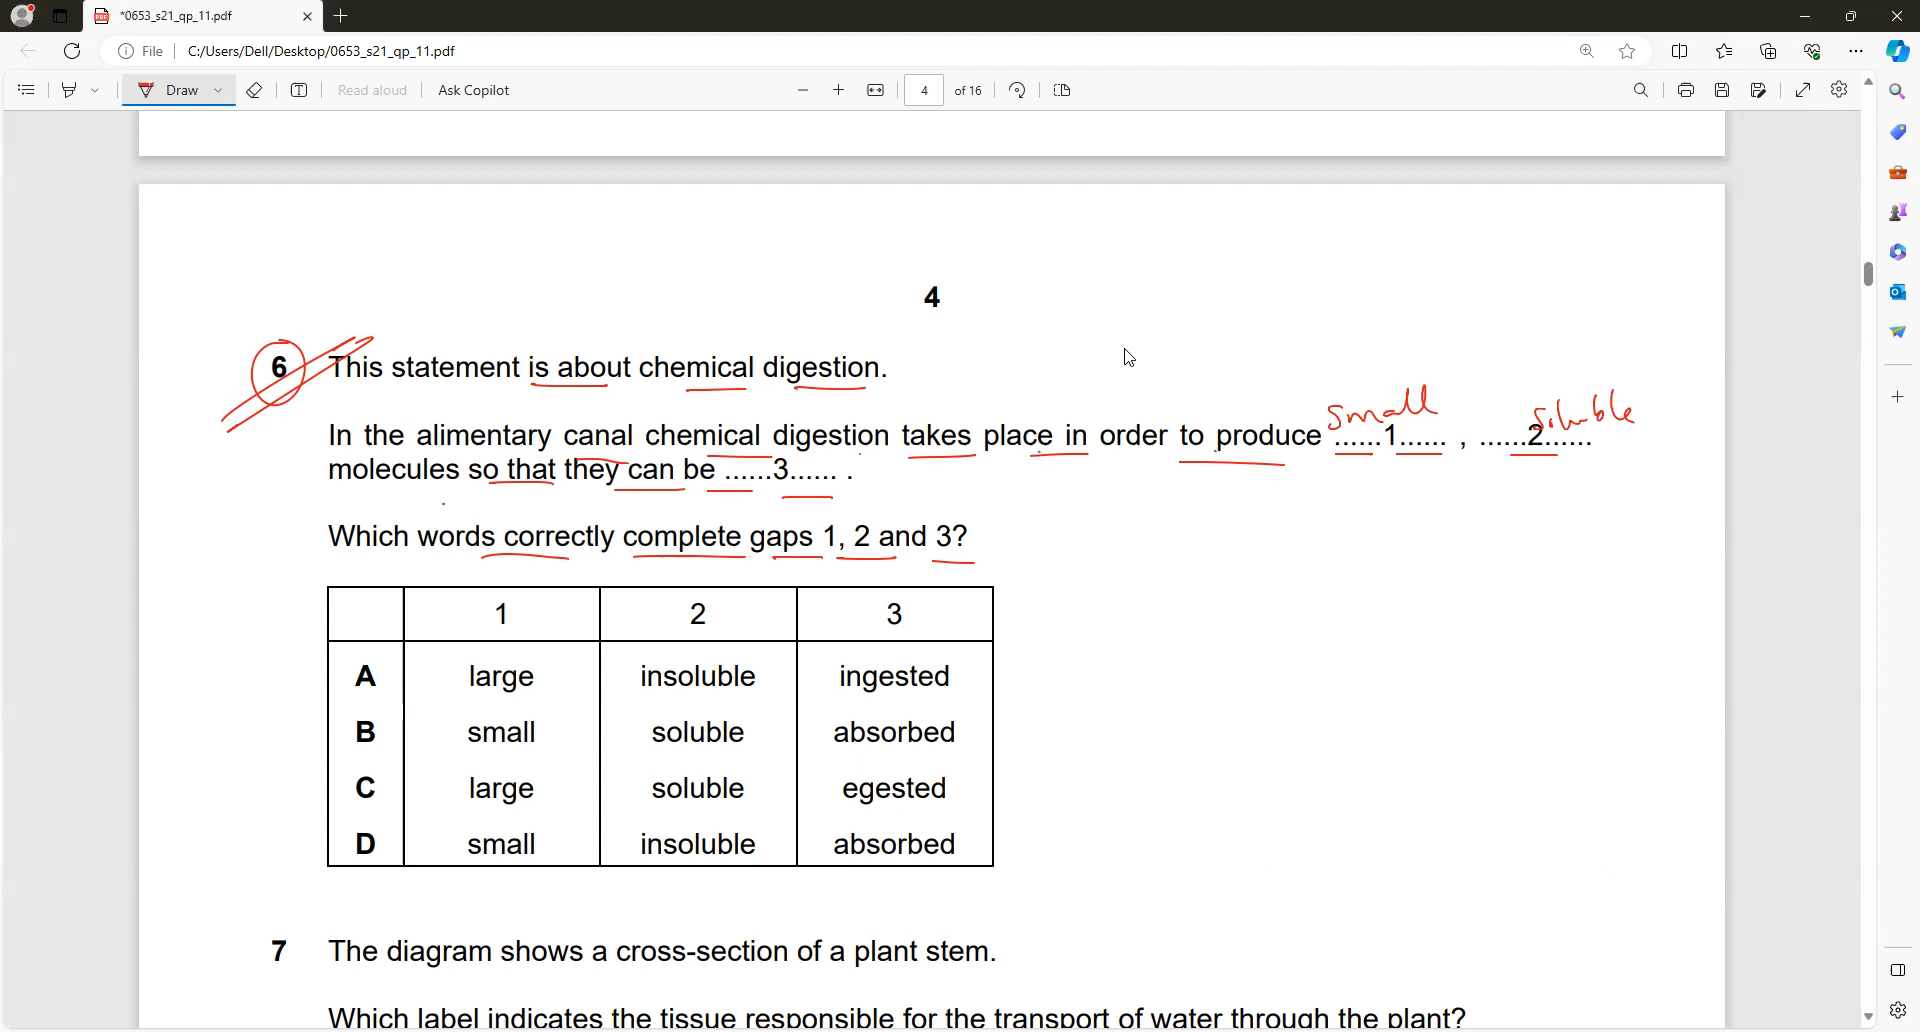 *0653_s21_qp_11.pdf
File C:/Users/Dell/Desktop/0653_s21_qp_11.pdf
Draw Read aloud Ask Copilot 4 of 16
4
6 This statement is about chemical digestion.
small soluble
In the alimentary canal chemical digestion takes place in order to produce ......1...... , ......2......
molecules so that they can be ......3...... .
Which words correctly complete gaps 1, 2 and 3?
1 2 3
A large insoluble ingested
B small soluble absorbed
C large soluble egested
D small insoluble absorbed
7 The diagram shows a cross-section of a plant stem.
Which label indicates the tissue responsible for the transport of water through the plant?